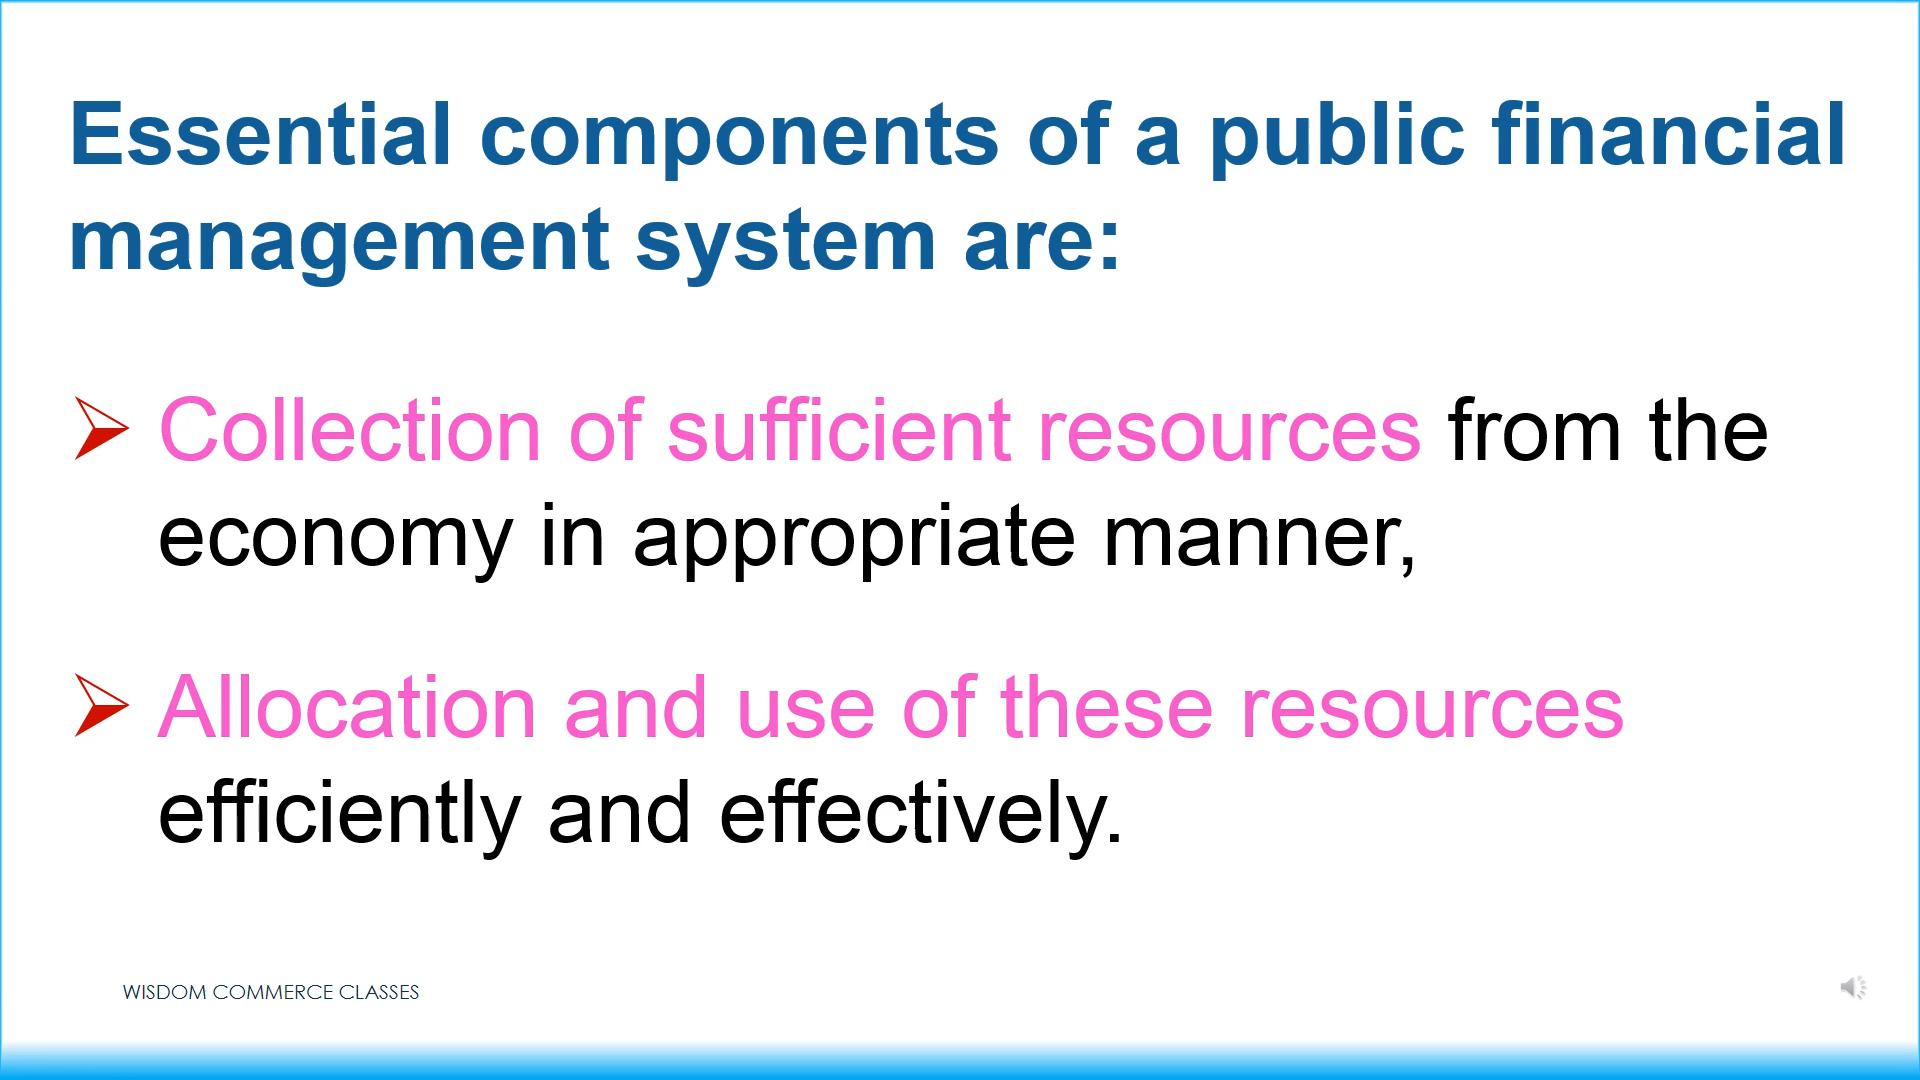 Essential components of a public financial
management system are:
Collection of sufficient resources from the
economy in appropriate manner,
Allocation and use of these resources
efficiently and effectively.
WISDOM COMMERCE CLASSES